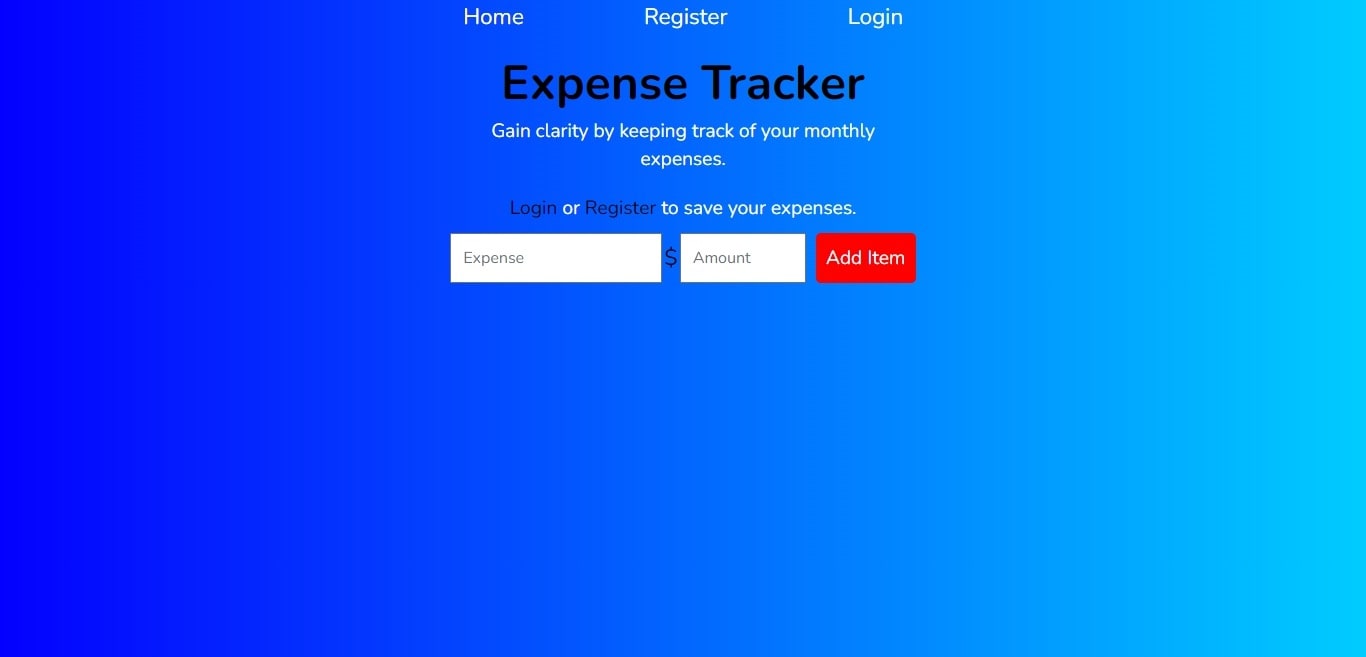 Home Register Login
Expense Tracker
Gain clarity by keeping track of your monthly
expenses.
Login or Register to save your expenses.
Expense $ Amount Add Item